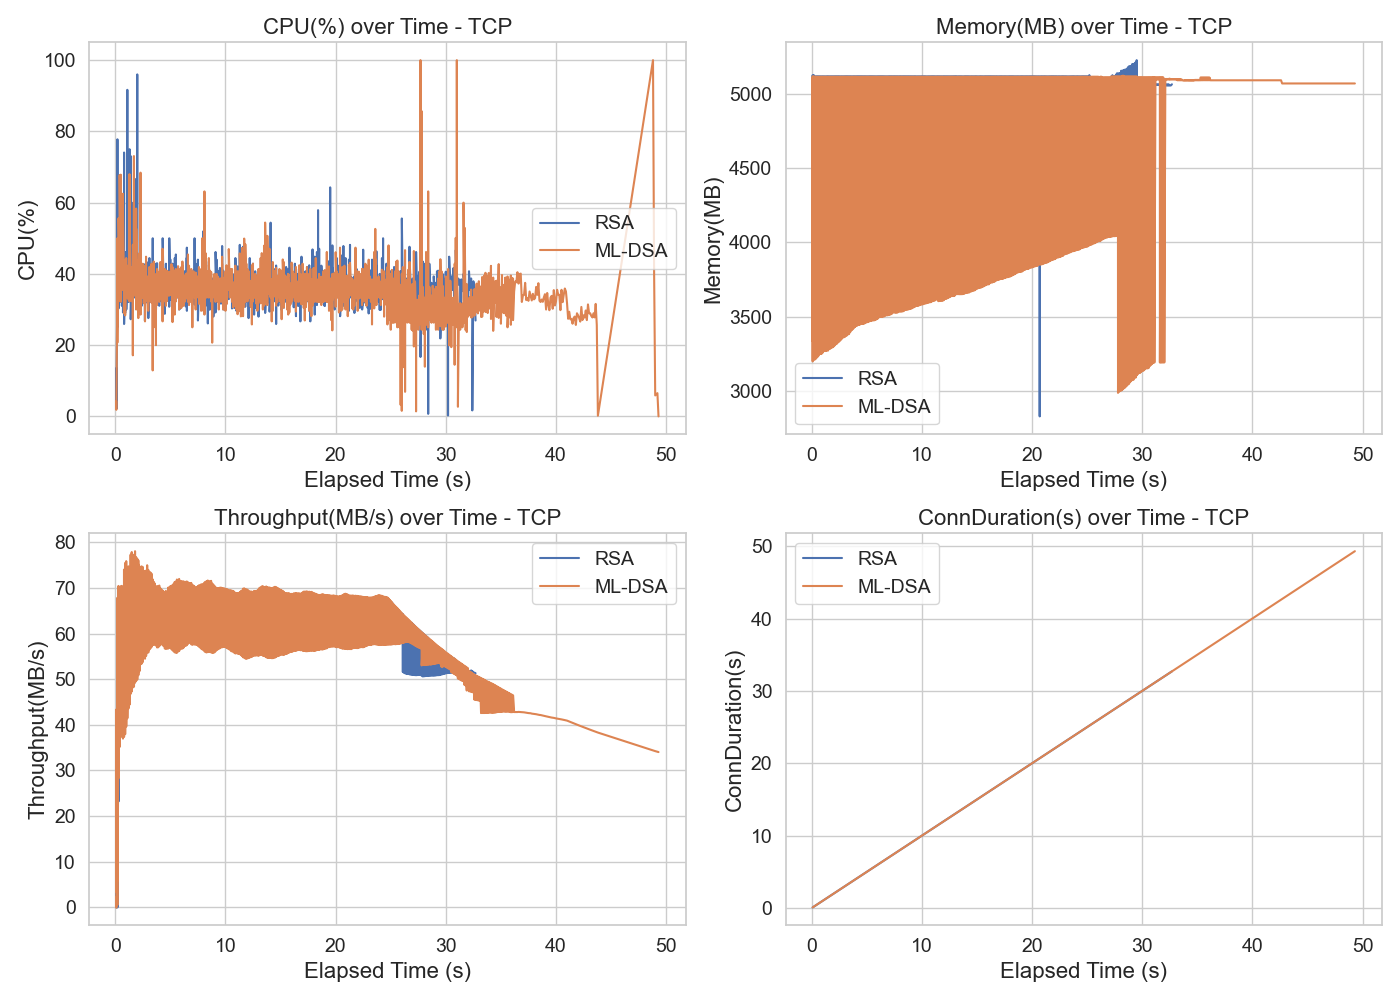 CPU(%) over Time - TCP
CPU(%)
100
80
60
40
20
0
RSA
ML-DSA
0 10 20 30 40 50
Elapsed Time (s)
Memory(MB) over Time - TCP
Memory(MB)
5000
4500
4000
3500
3000
RSA
ML-DSA
0 10 20 30 40 50
Elapsed Time (s)
Throughput(MB/s) over Time - TCP
Throughput(MB/s)
80
70
60
50
40
30
20
10
0
RSA
ML-DSA
0 10 20 30 40 50
Elapsed Time (s)
ConnDuration(s) over Time - TCP
ConnDuration(s)
50
40
30
20
10
0
RSA
ML-DSA
0 10 20 30 40 50
Elapsed Time (s)